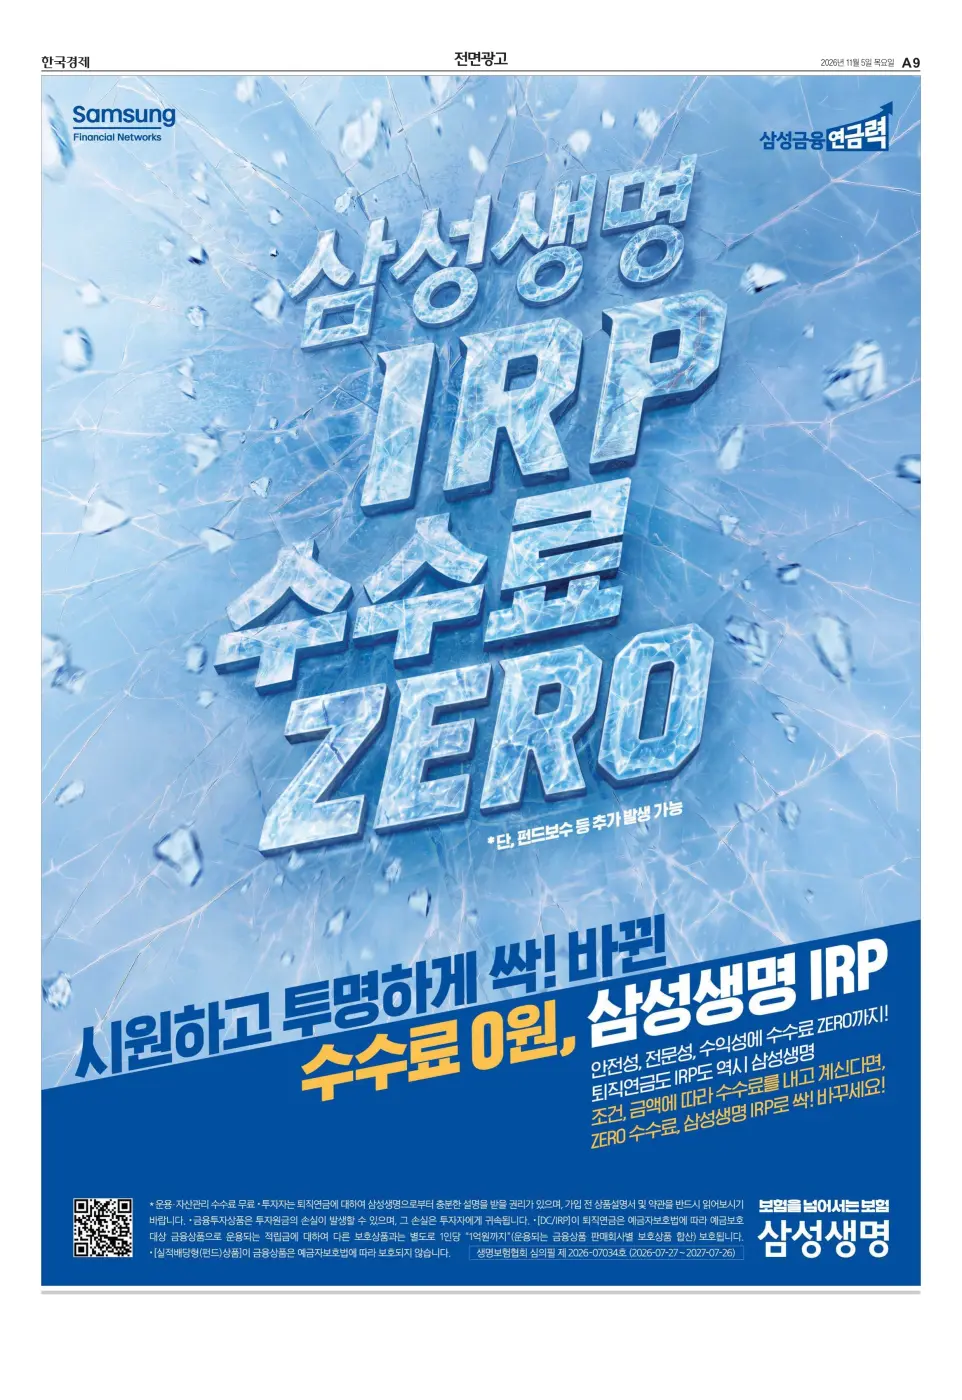 한국경제
전면광고
2026년 11월 5일 목요일 A9
Samsung
Financial Networks
삼성금융 연금력
삼성생명
IRP
수수료
ZERO
*단, 펀드보수 등 추가 발생 가능
시원하고 투명하게 싹! 바뀐
수수료 0원, 삼성생명 IRP
안전성, 전문성, 수익성에 수수료 ZERO까지!
퇴직연금도 IRP도 역시 삼성생명
조건, 금액에 따라 수수료를 내고 계신다면,
ZERO 수수료, 삼성생명 IRP로 싹! 바꾸세요!
* 운용·자산관리 수수료 무료 • 투자자는 퇴직연금에 대하여 삼성생명으로부터 충분한 설명을 받을 권리가 있으며, 가입 전 상품설명서 및 약관을 반드시 읽어보시기
바랍니다. • 금융투자상품은 투자원금의 손실이 발생할 수 있으며, 그 손실은 투자자에게 귀속됩니다. • [DC/IRP]이 퇴직연금은 예금자보호법에 따라 예금보호
대상 금융상품으로 운용되는 적립금에 대하여 다른 보호상품과는 별도로 1인당 “1억원까지”(운용되는 금융상품 판매회사별 보호상품 합산) 보호됩니다.
• [실적배당형(펀드)상품]이 금융상품은 예금자보호법에 따라 보호되지 않습니다. 생명보험협회 심의필 제 2026-07034호 (2026-07-27 ~ 2027-07-26)
보험을 넘어서는 보험
삼성생명